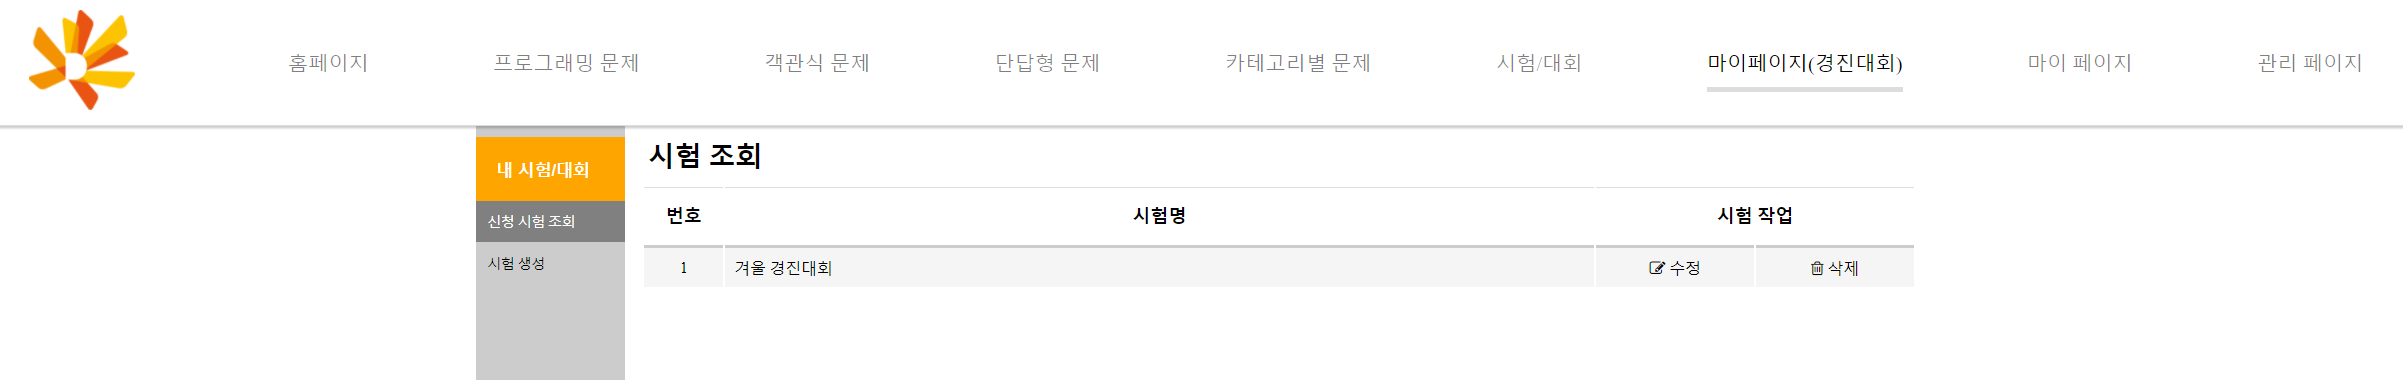 홈페이지 프로그래밍 문제 객관식 문제 단답형 문제 카테고리별 문제 시험/대회 마이페이지(경진대회) 마이 페이지 관리 페이지
내 시험/대회
신청 시험 조회
시험 생성
시험 조회
번호 시험명 시험 작업
1 겨울 경진대회 수정 삭제